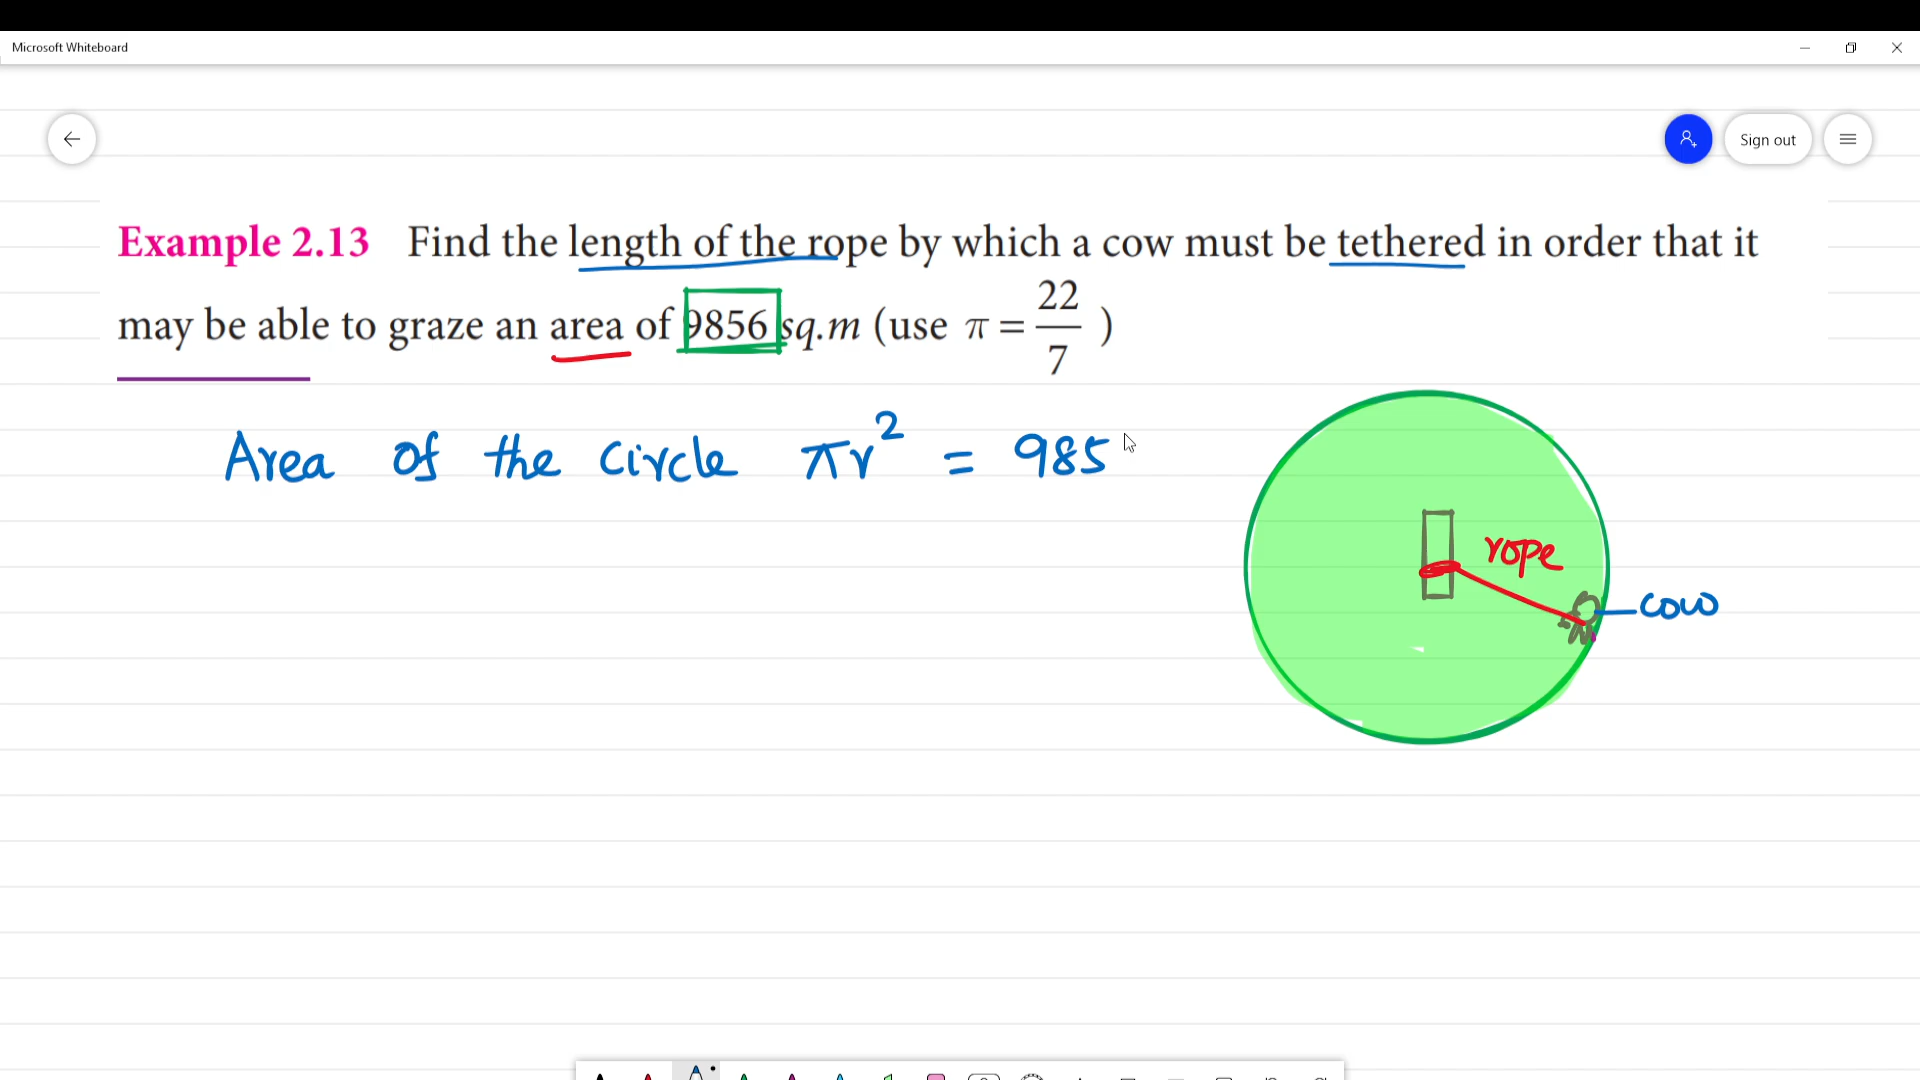 Microsoft Whiteboard
Sign out
Example 2.13 Find the length of the rope by which a cow must be tethered in order that it
may be able to graze an area of 9856 sq.m (use π = 22/7 )
Area of the circle πr² = 985
rope
cow